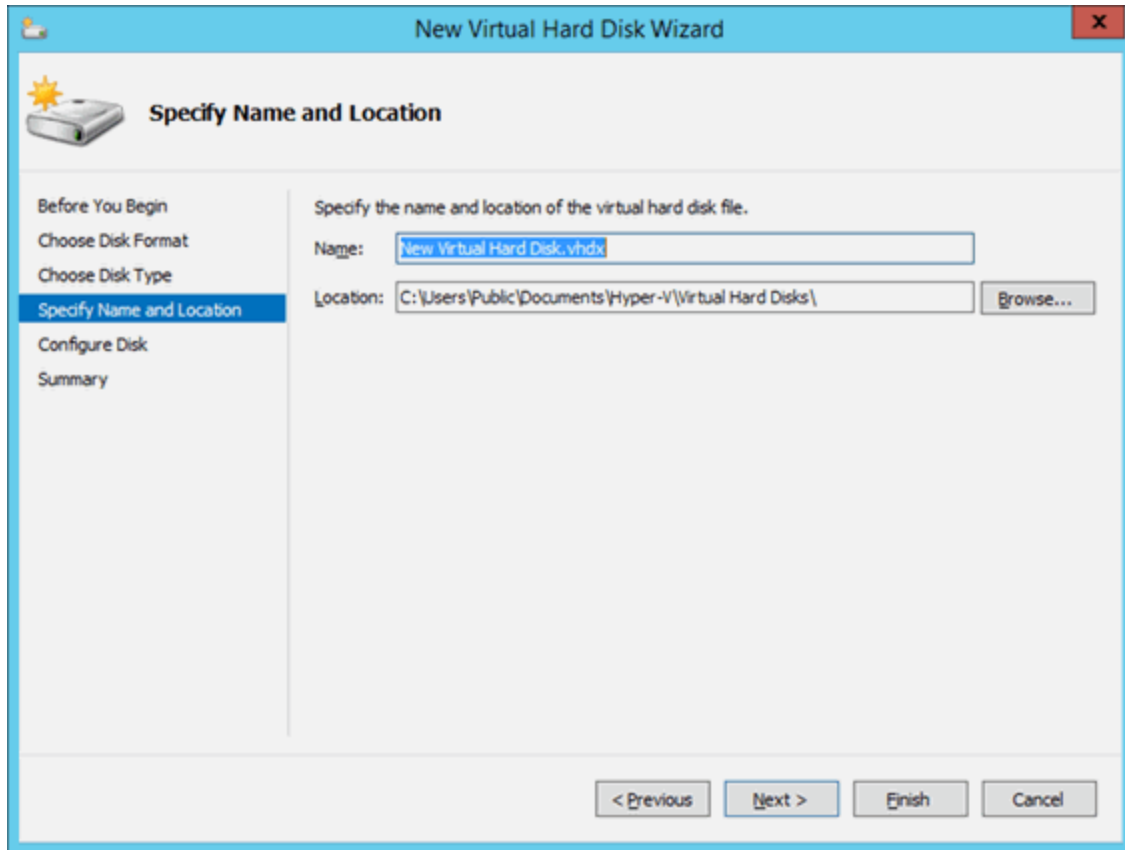 New Virtual Hard Disk Wizard
x
Specify Name and Location
Before You Begin
Choose Disk Format
Choose Disk Type
Specify Name and Location
Configure Disk
Summary
Specify the name and location of the virtual hard disk file.
Name: New Virtual Hard Disk.vhdx
Location: C:\Users\Public\Documents\Hyper-V\Virtual Hard Disks\ Browse...
< Previous Next > Finish Cancel